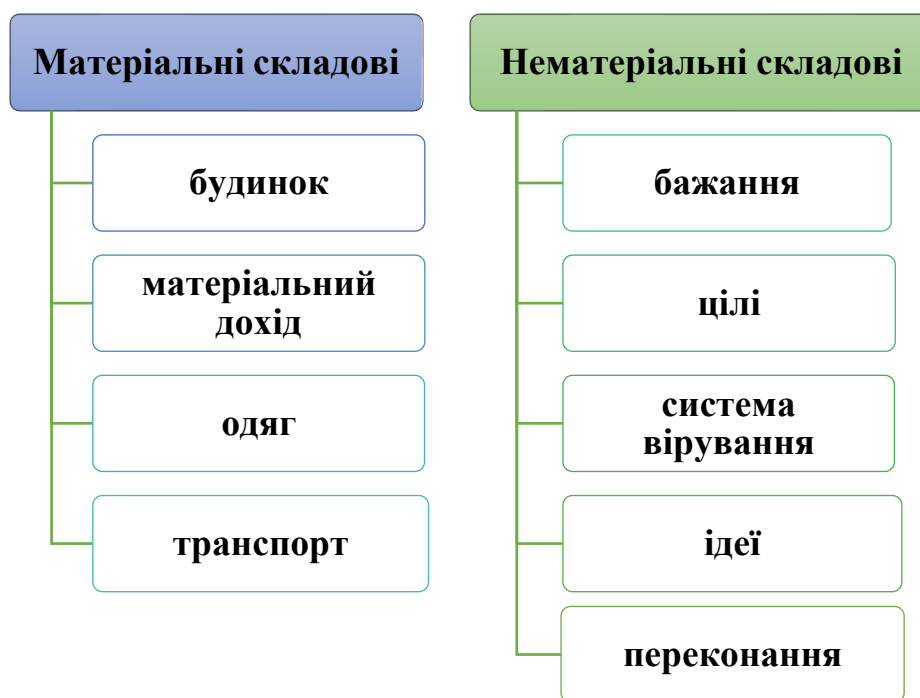 Матеріальні складові
будинок
матеріальний
дохід
одяг
транспорт
Нематеріальні складові
бажання
цілі
система
вірування
ідеї
переконання